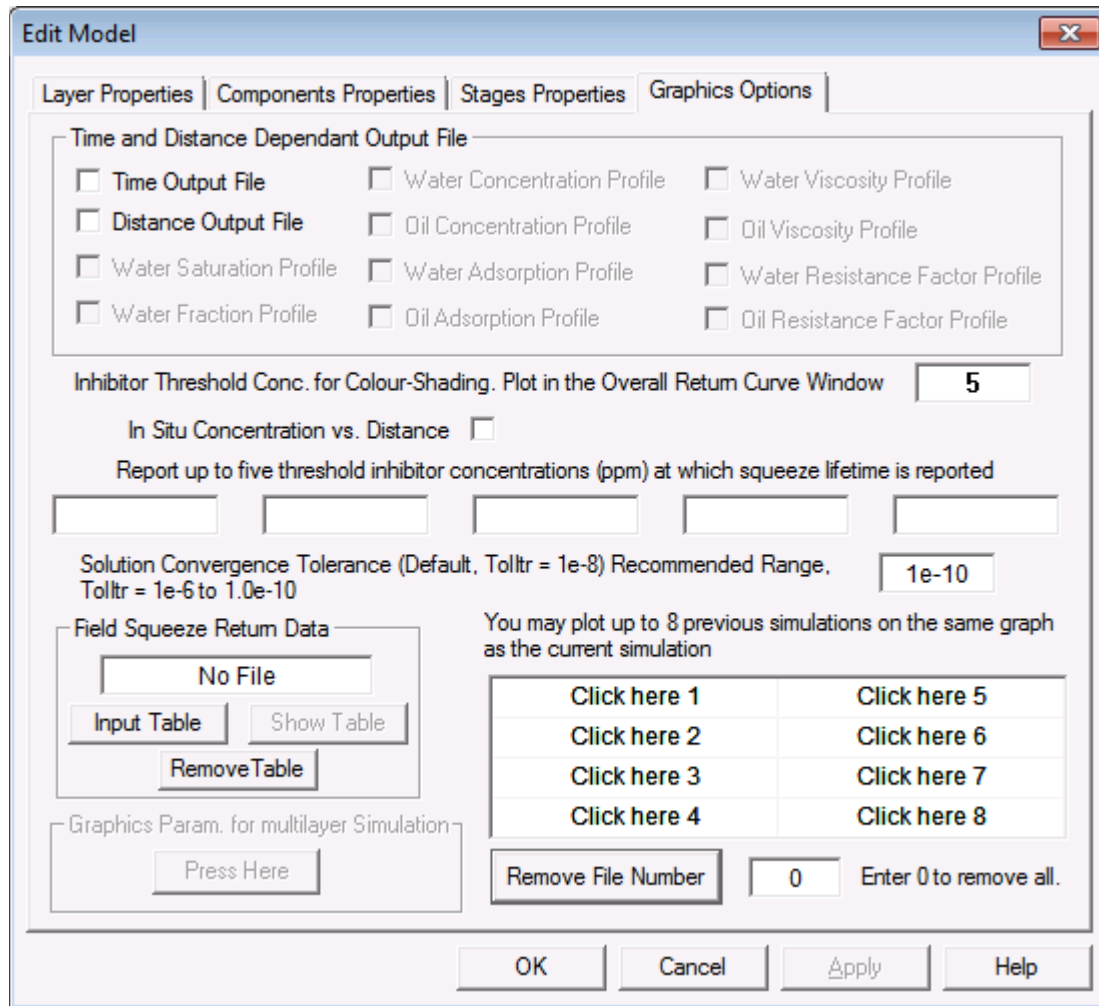 Edit Model
Layer Properties
Components Properties
Stages Properties
Graphics Options
Time and Distance Dependant Output File
Time Output File
Water Concentration Profile
Water Viscosity Profile
Distance Output File
Oil Concentration Profile
Oil Viscosity Profile
Water Saturation Profile
Water Adsorption Profile
Water Resistance Factor Profile
Water Fraction Profile
Oil Adsorption Profile
Oil Resistance Factor Profile
Inhibitor Threshold Conc. for Colour-Shading. Plot in the Overall Return Curve Window
5
In Situ Concentration vs. Distance
Report up to five threshold inhibitor concentrations (ppm) at which squeeze lifetime is reported
Solution Convergence Tolerance (Default, Tolltr = 1e-8) Recommended Range,
Tolltr = 1e-6 to 1.0e-10
1e-10
Field Squeeze Return Data
No File
Input Table
Show Table
RemoveTable
Graphics Param. for multilayer Simulation
Press Here
You may plot up to 8 previous simulations on the same graph
as the current simulation
Click here 1
Click here 5
Click here 2
Click here 6
Click here 3
Click here 7
Click here 4
Click here 8
Remove File Number
0
Enter 0 to remove all.
OK
Cancel
Apply
Help